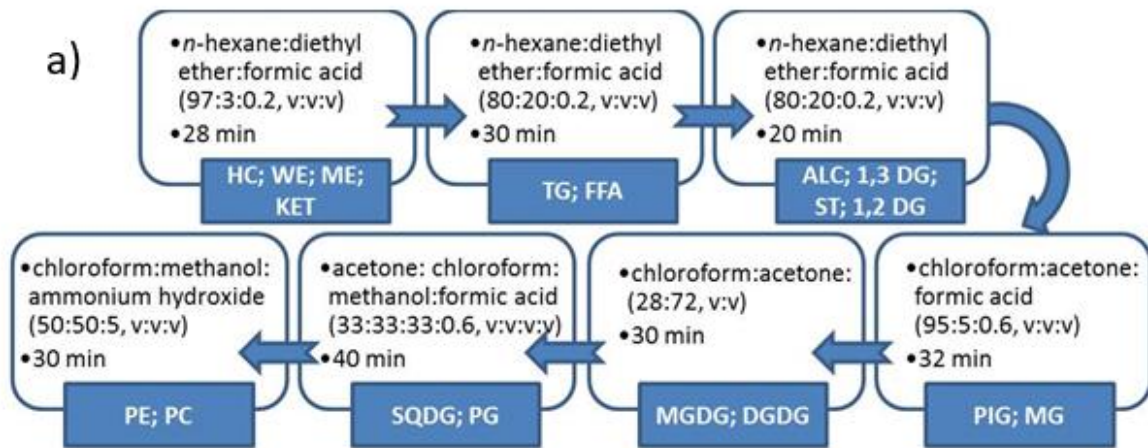 a)
•n-hexane:diethyl
ether:formic acid
(97:3:0.2, v:v:v)
•28 min
HC; WE; ME;
KET
•n-hexane:diethyl
ether:formic acid
(80:20:0.2, v:v:v)
•30 min
TG; FFA
•n-hexane:diethyl
ether:formic acid
(80:20:0.2, v:v:v)
•20 min
ALC; 1,3 DG;
ST; 1,2 DG
•chloroform:acetone:
formic acid
(95:5:0.6, v:v:v)
•32 min
PIG; MG
•chloroform:acetone:
(28:72, v:v)
•30 min
MGDG; DGDG
•acetone: chloroform:
methanol:formic acid
(33:33:33:0.6, v:v:v:v)
•40 min
SQDG; PG
•chloroform:methanol:
ammonium hydroxide
(50:50:5, v:v:v)
•30 min
PE; PC